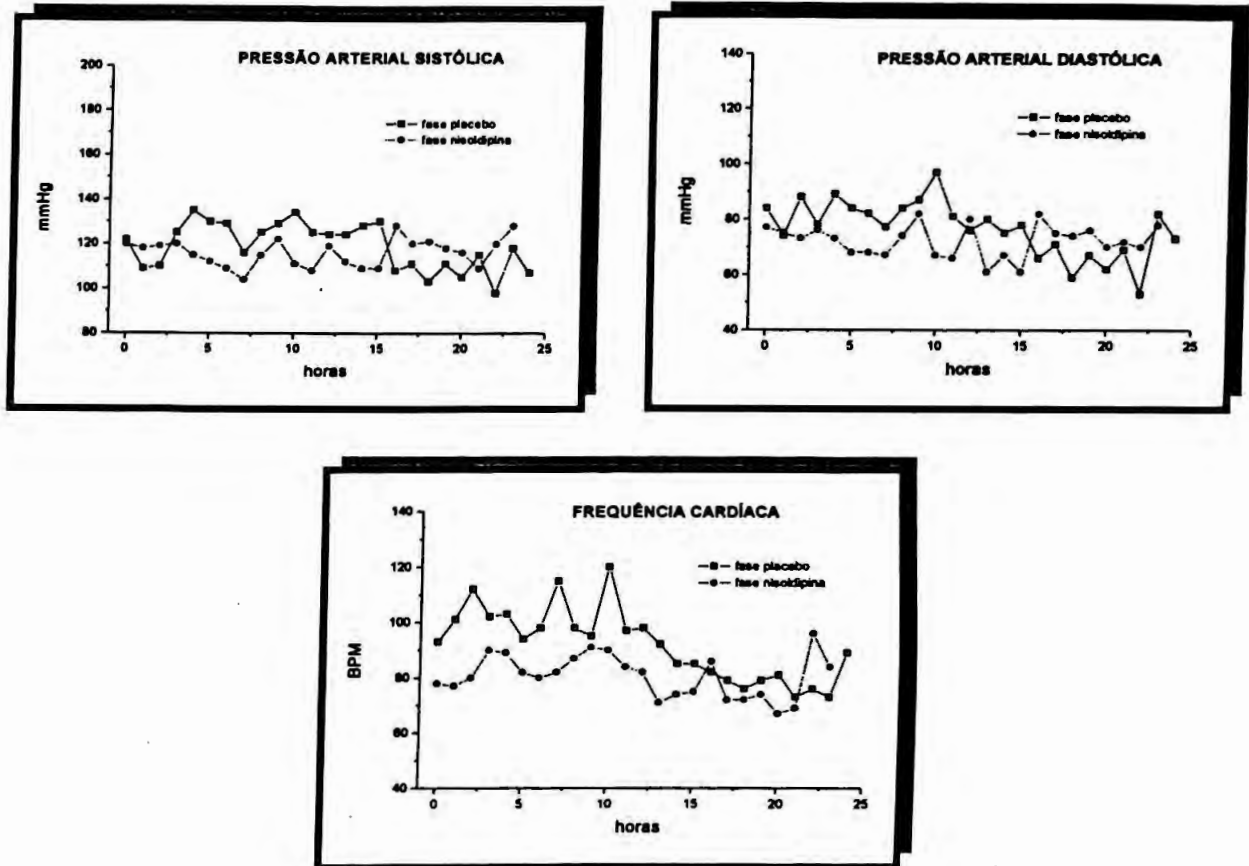 PRESSÃO ARTERIAL SISTÓLICA
200
180
160
140
120
100
80
mmHg
fase placebo
fase nisoldipina
0 5 10 15 20 25
horas
PRESSÃO ARTERIAL DIASTÓLICA
140
120
100
80
60
40
mmHg
fase placebo
fase nisoldipina
0 5 10 15 20 25
horas
FREQUÊNCIA CARDÍACA
140
120
100
80
60
40
BPM
fase placebo
fase nisoldipina
0 5 10 15 20 25
horas